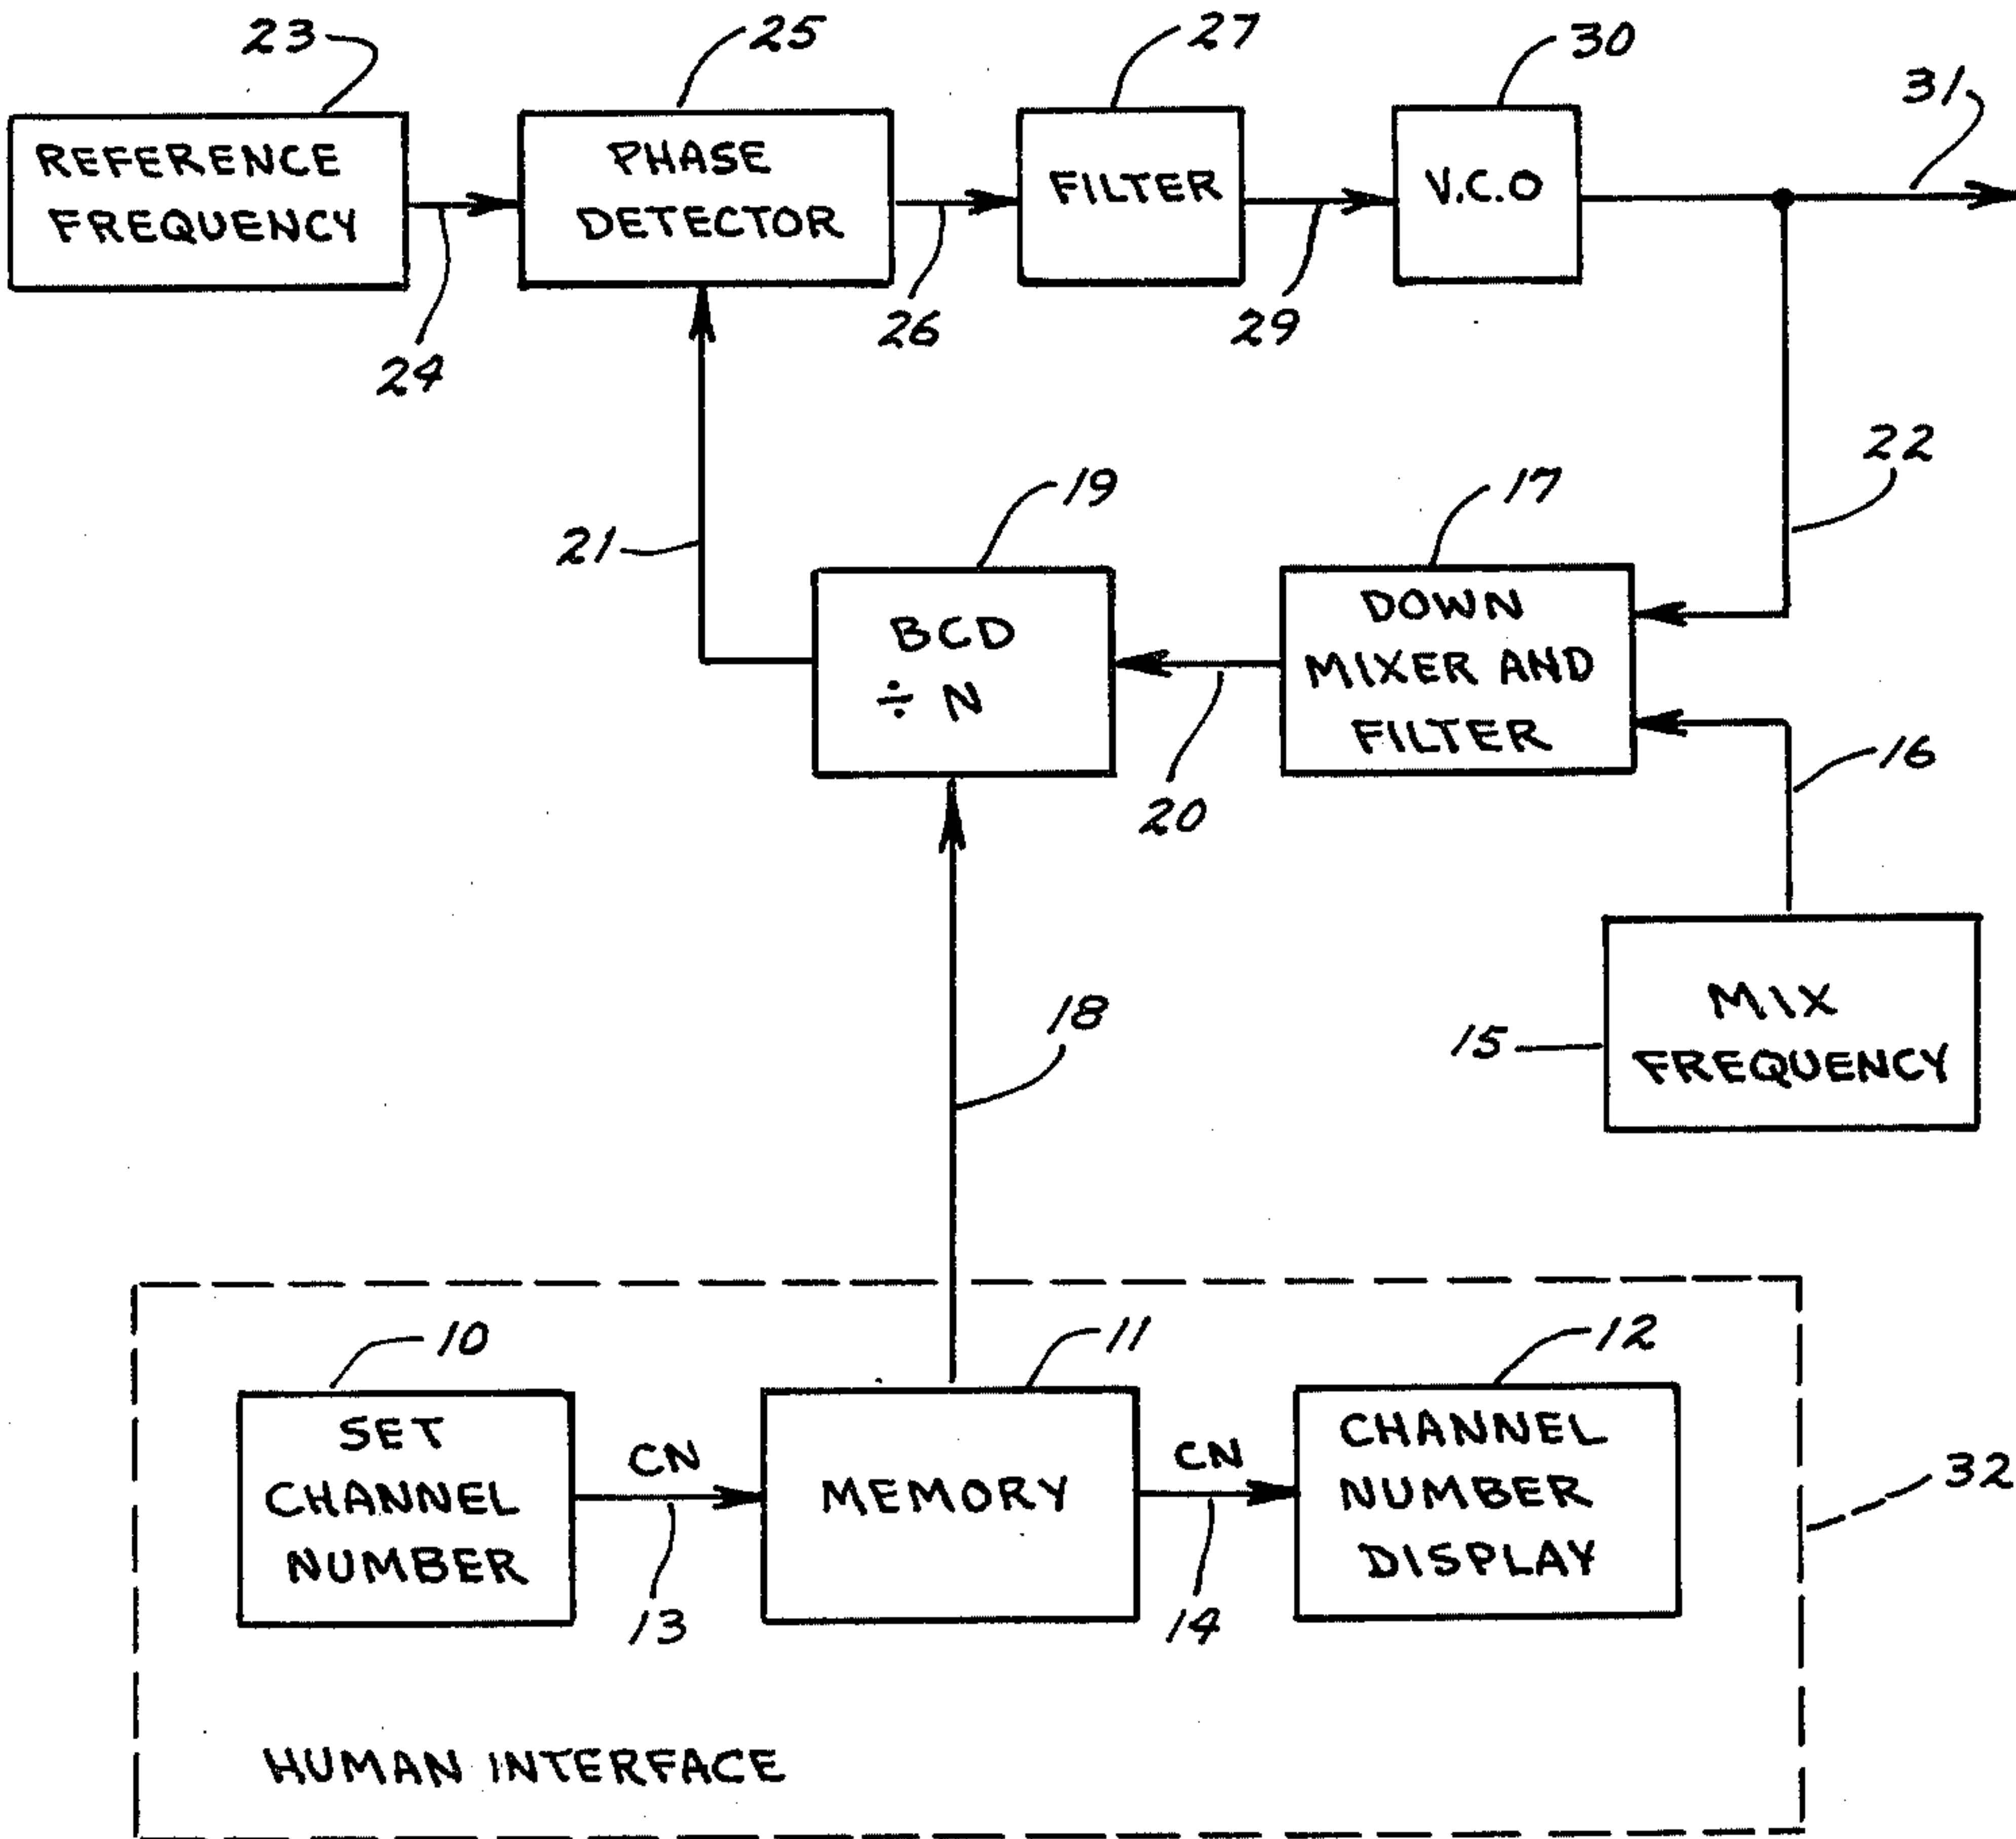 23
25
27
30
31
REFERENCE
FREQUENCY
PHASE
DETECTOR
FILTER
V.C.O
24
26
29
22
21
19
17
BCD
÷ N
DOWN
MIXER AND
FILTER
20
16
18
15
MIX
FREQUENCY
10
11
12
SET
CHANNEL
NUMBER
CN
MEMORY
CN
CHANNEL
NUMBER
DISPLAY
32
13
14
HUMAN INTERFACE